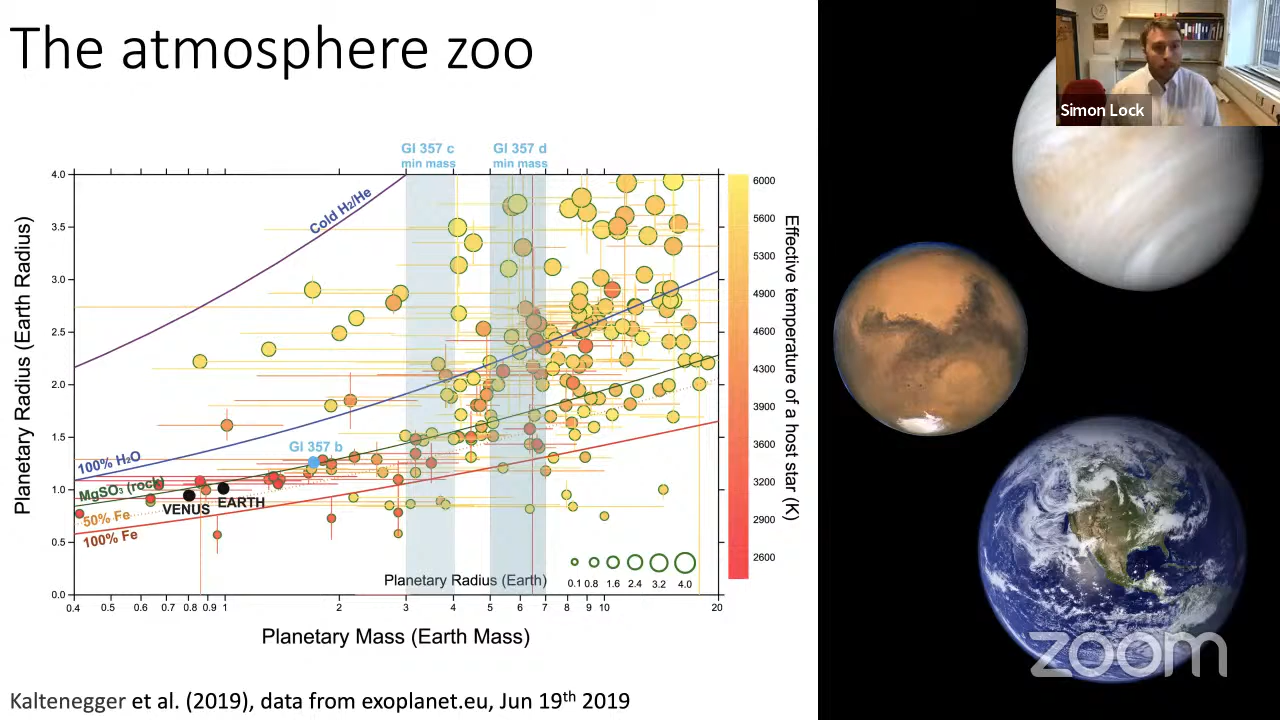 The atmosphere zoo
Simon Lock
Gl 357 c
min mass
Gl 357 d
min mass
4.0
3.5
3.0
2.5
2.0
1.5
1.0
0.5
0.0
Planetary Radius (Earth Radius)
Cold H₂/He
100% H₂O
MgSO₃ (rock)
50% Fe
100% Fe
Gl 357 b
VENUS
EARTH
Planetary Radius (Earth)
0.1 0.8 1.6 2.4 3.2 4.0
0.4 0.5 0.6 0.7 0.8 0.9 1 2 3 4 5 6 7 8 9 10 20
Planetary Mass (Earth Mass)
6000
5600
5300
4900
4600
4300
3900
3600
3200
2900
2600
Effective temperature of a host star (K)
Kaltenegger et al. (2019), data from exoplanet.eu, Jun 19th 2019
zoom